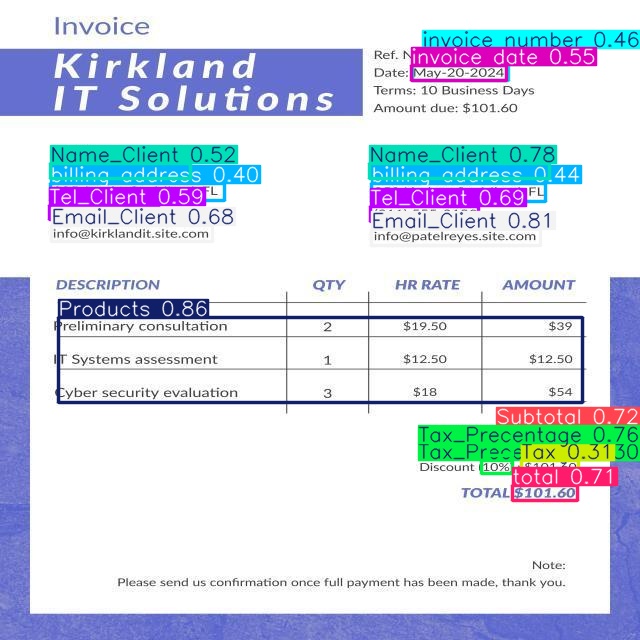 Invoice
Kirkland
IT Solutions
invoice_number 0.46
Ref. N
invoice_date 0.55
Date: May-20-2024
Terms: 10 Business Days
Amount due: $101.60
Name_Client 0.52
billing_address 0.40
FL
Tel_Client 0.59
Email_Client 0.68
info@kirklandit.site.com
Name_Client 0.78
billing_address 0.44
FL
Tel_Client 0.69
Email_Client 0.81
info@patelreyes.site.com
DESCRIPTION QTY HR RATE AMOUNT
Products 0.86
Preliminary consultation 2 $19.50 $39
IT Systems assessment 1 $12.50 $12.50
Cyber security evaluation 3 $18 $54
Subtotal 0.72
Tax_Precentage 0.76
Tax_Prece Tax 0.31 30
Discount (10%)
total 0.71
TOTAL $101.60
Note:
Please send us confirmation once full payment has been made, thank you.